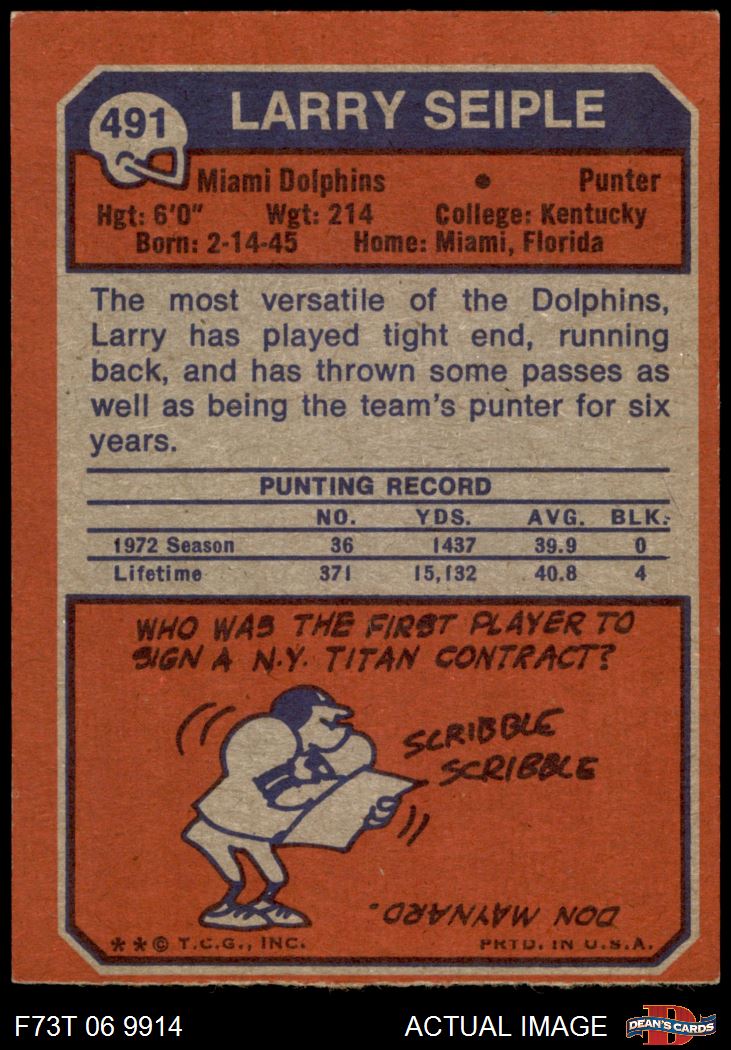 491
LARRY SEIPLE
Miami Dolphins • Punter
Hgt: 6'0" Wgt: 214 College: Kentucky
Born: 2-14-45 Home: Miami, Florida
The most versatile of the Dolphins,
Larry has played tight end, running
back, and has thrown some passes as
well as being the team's punter for six
years.
PUNTING RECORD
NO. YDS. AVG. BLK.
1972 Season 36 1437 39.9 0
Lifetime 371 15,132 40.8 4
WHO WAS THE FIRST PLAYER TO
SIGN A N.Y. TITAN CONTRACT?
SCRIBBLE
SCRIBBLE
DON MAYNARD.
**© T.C.G., INC. PRTD. IN U.S.A.
F73T 06 9914 ACTUAL IMAGE D DEAN'S CARDS